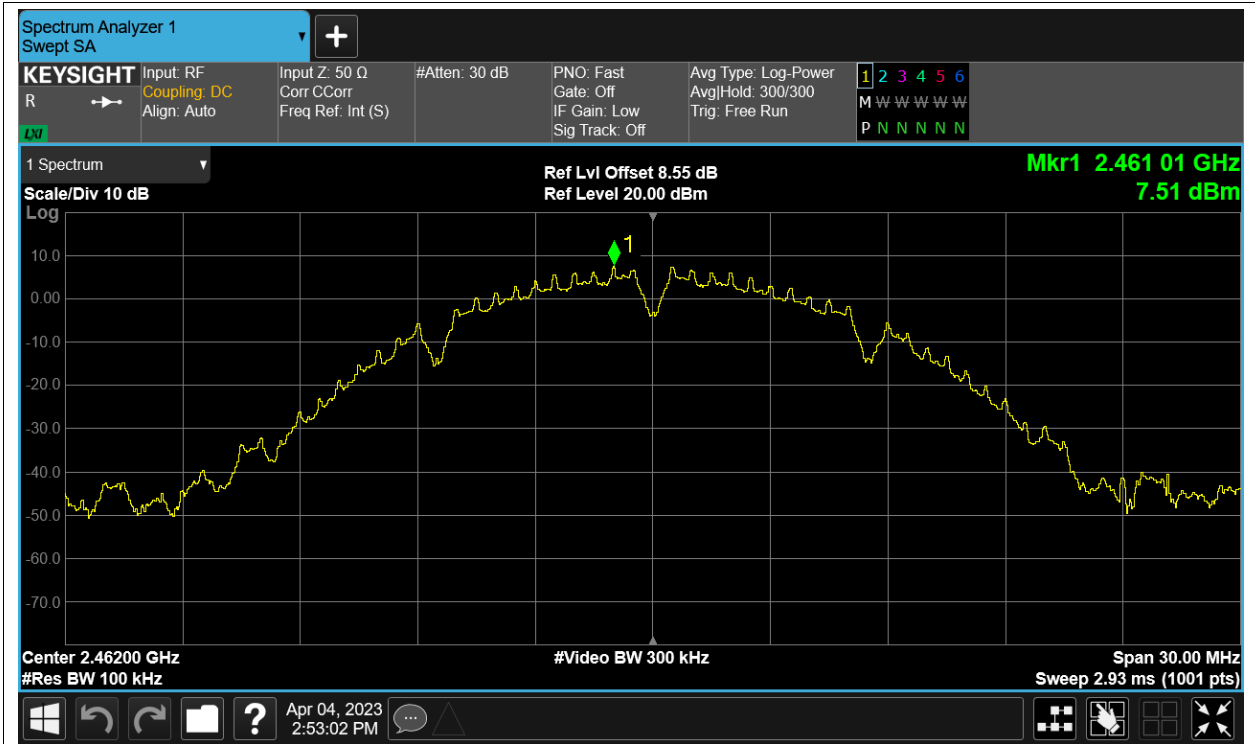 Spectrum Analyzer 1
Swept SA
KEYSIGHT
R
LXI
Input: RF
Coupling: DC
Align: Auto
Input Z: 50 Ω
Corr CCorr
Freq Ref: Int (S)
#Atten: 30 dB
PNO: Fast
Gate: Off
IF Gain: Low
Sig Track: Off
Avg Type: Log-Power
Avg|Hold: 300/300
Trig: Free Run
1 2 3 4 5 6
M W W W W W
P N N N N N
1 Spectrum
Scale/Div 10 dB
Log
Ref Lvl Offset 8.55 dB
Ref Level 20.00 dBm
Mkr1 2.461 01 GHz
7.51 dBm
1
10.0
0.00
-10.0
-20.0
-30.0
-40.0
-50.0
-60.0
-70.0
Center 2.46200 GHz
#Res BW 100 kHz
#Video BW 300 kHz
Span 30.00 MHz
Sweep 2.93 ms (1001 pts)
?
Apr 04, 2023
2:53:02 PM